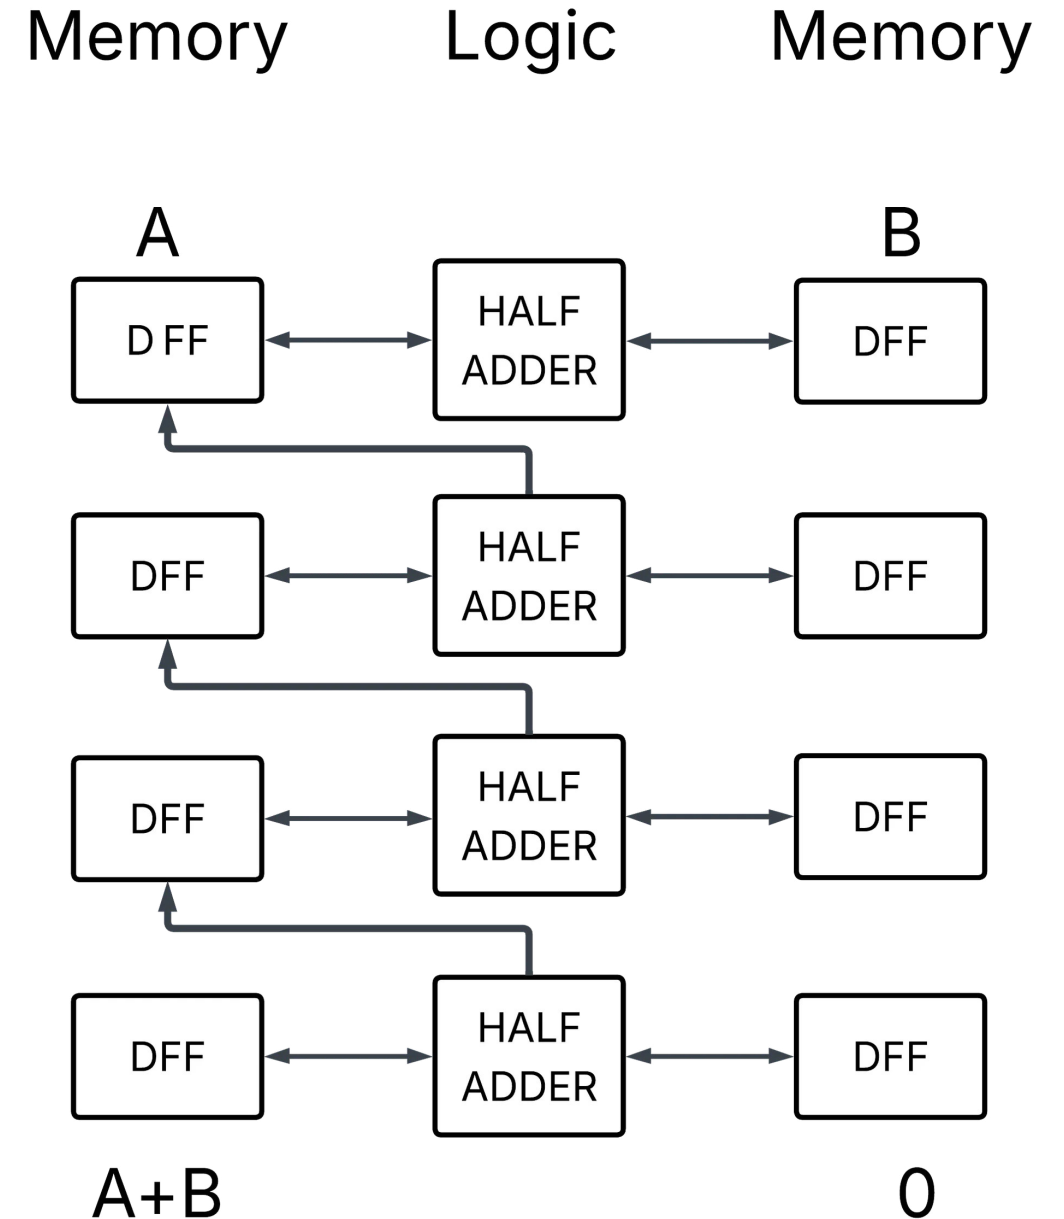 Memory Logic Memory
A B
D FF HALF ADDER DFF
DFF HALF ADDER DFF
DFF HALF ADDER DFF
DFF HALF ADDER DFF
A+B 0